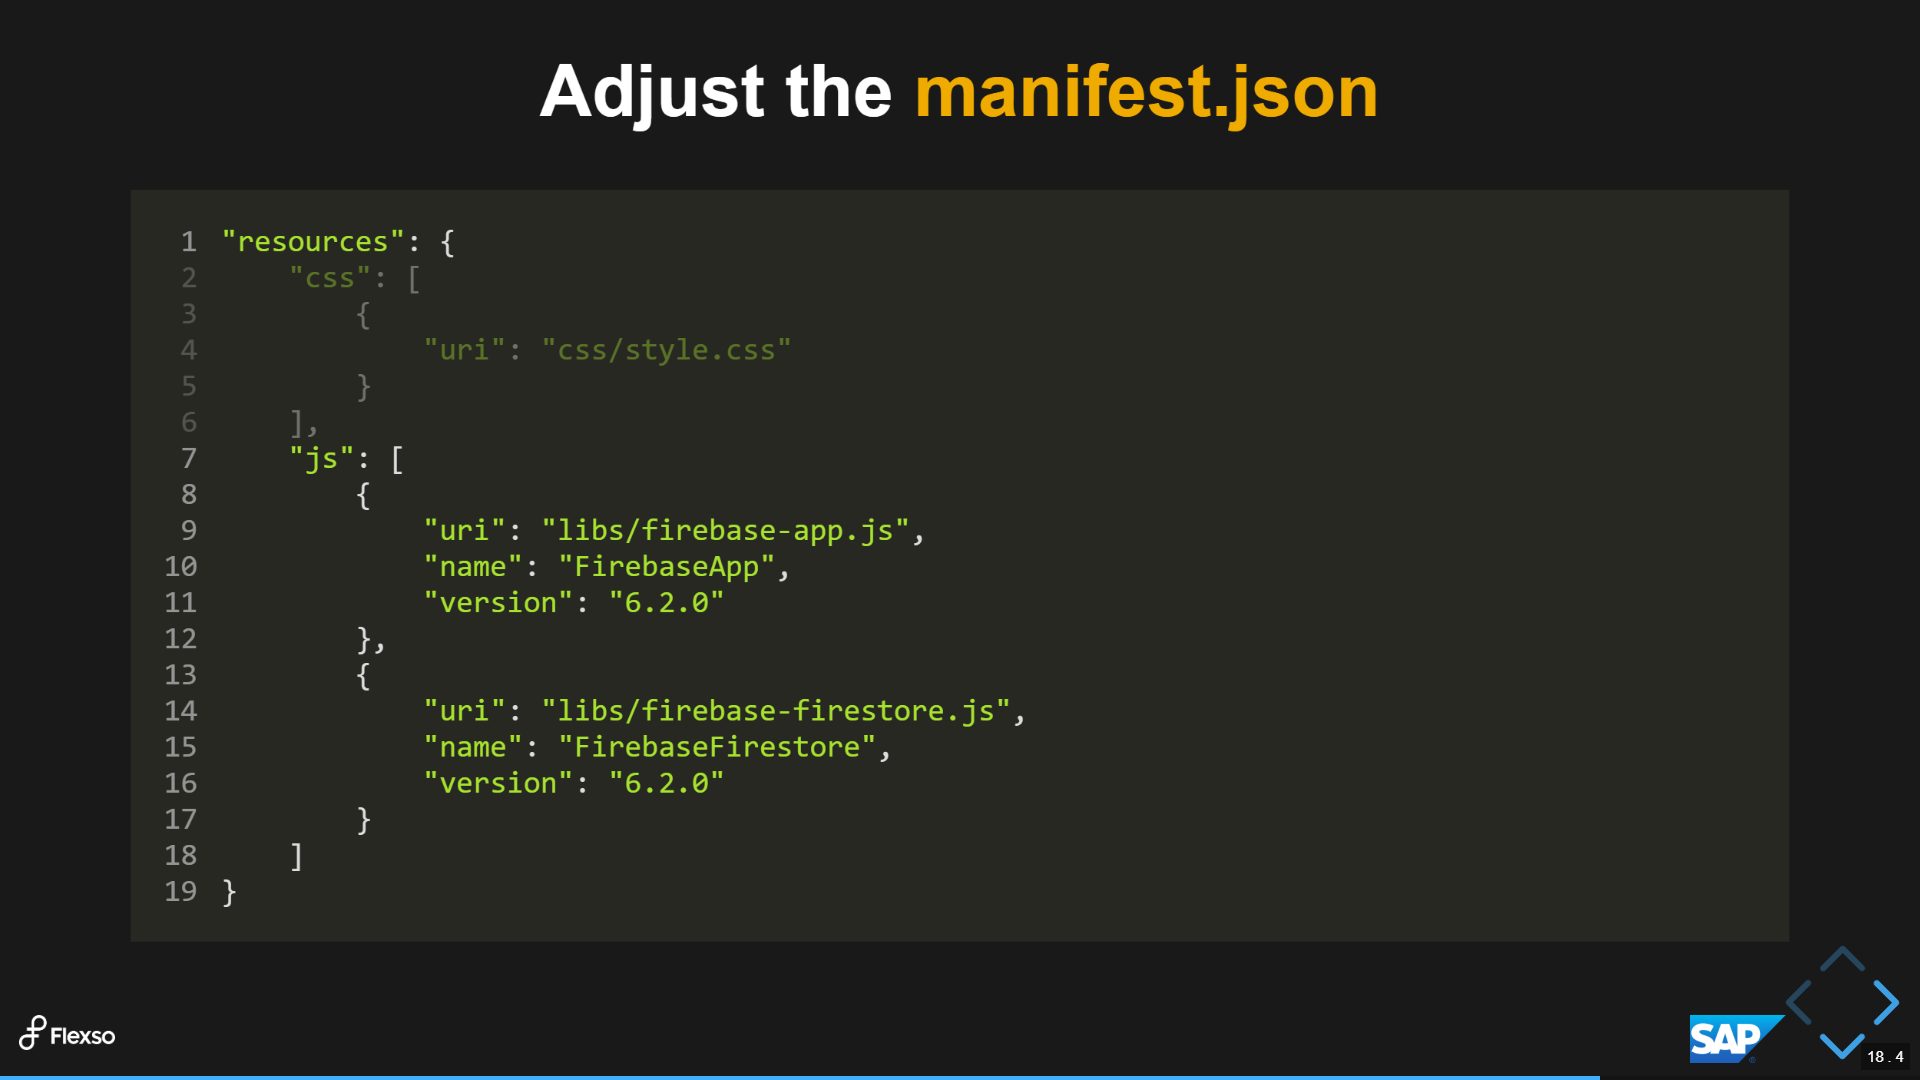 Adjust the manifest.json
1 "resources": {
2     "css": [
3         {
4             "uri": "css/style.css"
5         }
6     ],
7     "js": [
8         {
9             "uri": "libs/firebase-app.js",
10             "name": "FirebaseApp",
11             "version": "6.2.0"
12         },
13         {
14             "uri": "libs/firebase-firestore.js",
15             "name": "FirebaseFirestore",
16             "version": "6.2.0"
17         }
18     ]
19 }
Flexso
SAP
18.4